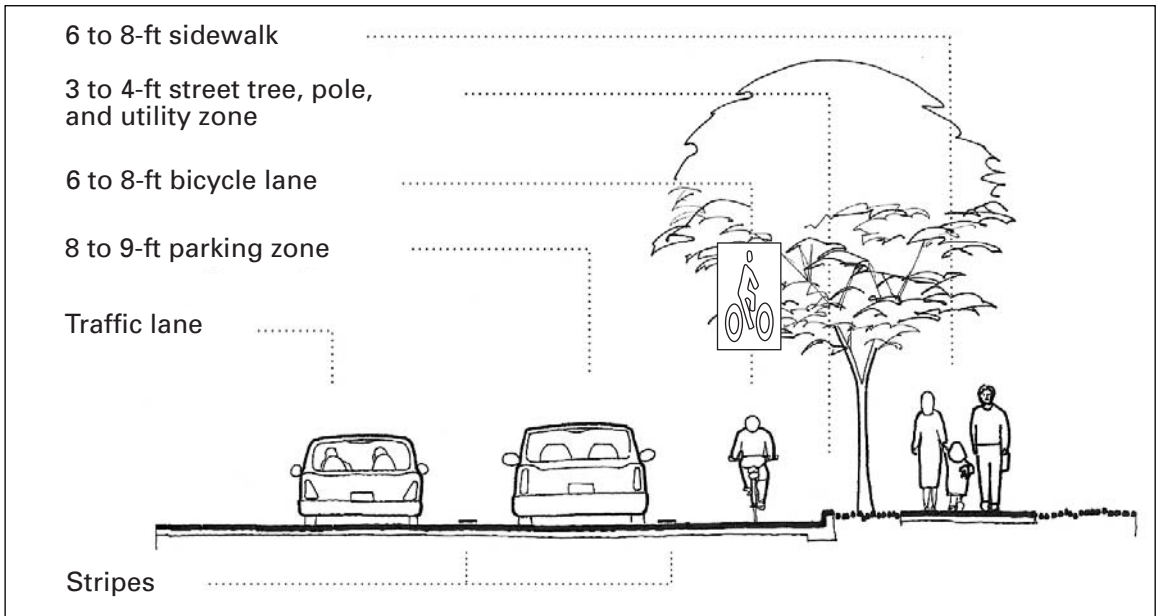 6 to 8-ft sidewalk
3 to 4-ft street tree, pole,
and utility zone
6 to 8-ft bicycle lane
8 to 9-ft parking zone
Traffic lane
Stripes